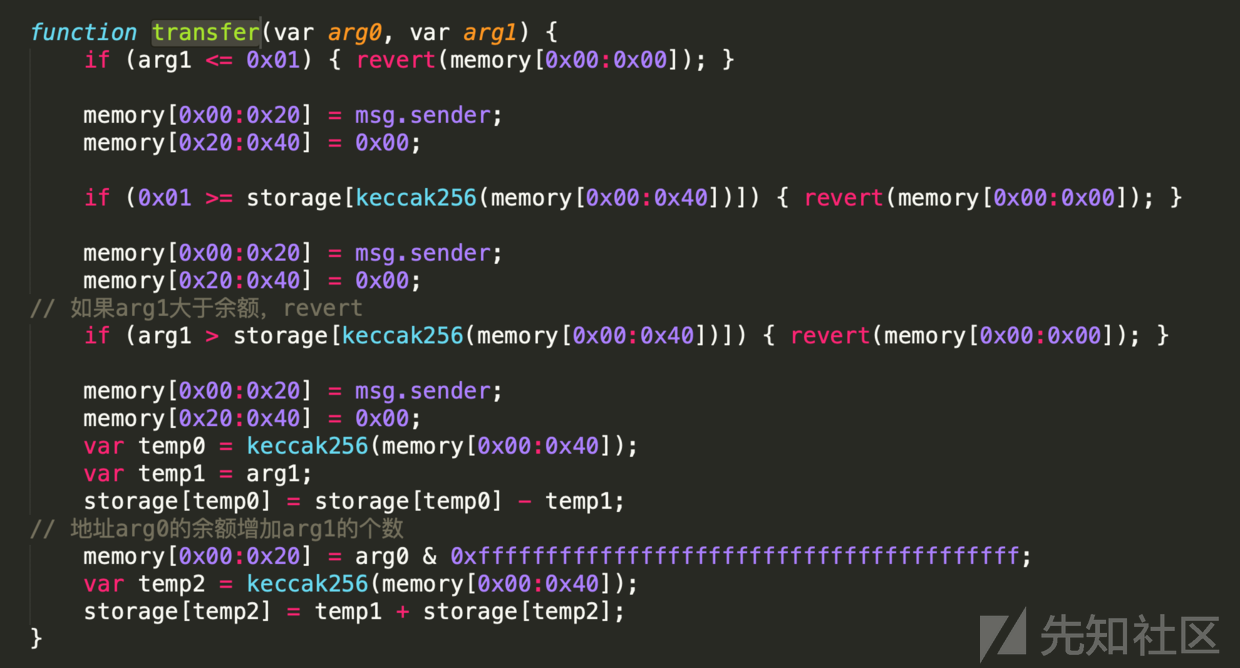 function transfer(var arg0, var arg1) {
if (arg1 <= 0x01) { revert(memory[0x00:0x00]); }
memory[0x00:0x20] = msg.sender;
memory[0x20:0x40] = 0x00;
if (0x01 >= storage[keccak256(memory[0x00:0x40])]) { revert(memory[0x00:0x00]); }
memory[0x00:0x20] = msg.sender;
memory[0x20:0x40] = 0x00;
// 如果arg1大于余额，revert
if (arg1 > storage[keccak256(memory[0x00:0x40])]) { revert(memory[0x00:0x00]); }
memory[0x00:0x20] = msg.sender;
memory[0x20:0x40] = 0x00;
var temp0 = keccak256(memory[0x00:0x40]);
var temp1 = arg1;
storage[temp0] = storage[temp0] - temp1;
// 地址arg0的余额增加arg1的个数
memory[0x00:0x20] = arg0 & 0xffffffffffffffffffffffffffffffffffffffff;
var temp2 = keccak256(memory[0x00:0x40]);
storage[temp2] = temp1 + storage[temp2];
}
先知社区